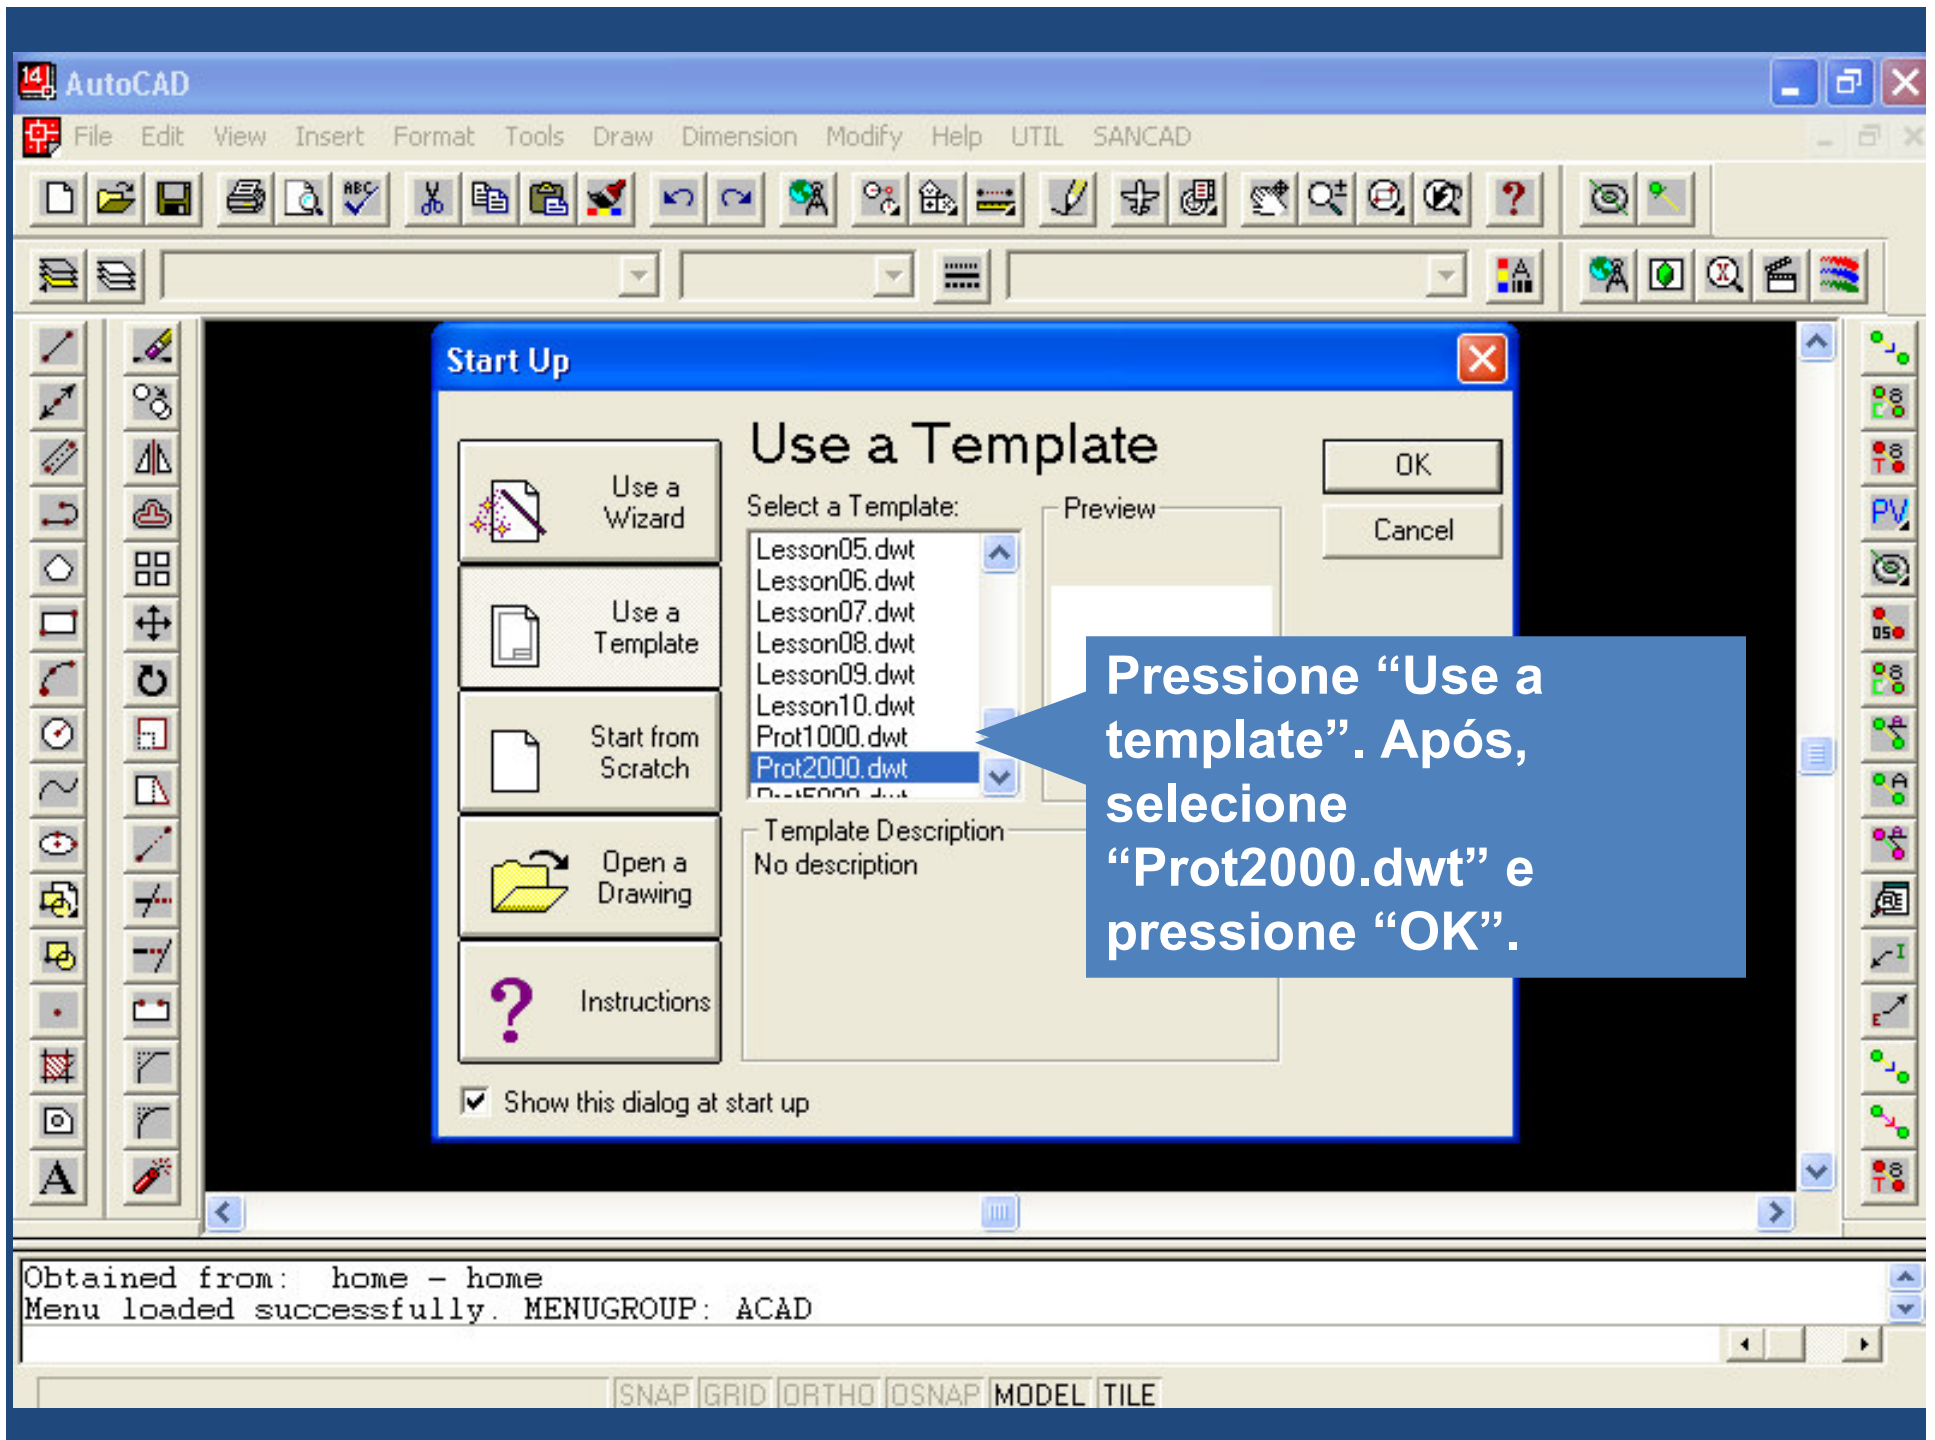 AutoCAD
File Edit View Insert Format Tools Draw Dimension Modify Help UTIL SANCAD
Start Up
Use a Template
Use a
Wizard
Use a
Template
Start from
Scratch
Open a
Drawing
Instructions
Select a Template:
Lesson05.dwt
Lesson06.dwt
Lesson07.dwt
Lesson08.dwt
Lesson09.dwt
Lesson10.dwt
Prot1000.dwt
Prot2000.dwt
Preview
OK
Cancel
Template Description
No description
Show this dialog at start up
Pressione “Use a
template”. Após,
selecione
“Prot2000.dwt” e
pressione “OK”.
Obtained from: home – home
Menu loaded successfully. MENUGROUP: ACAD
SNAP GRID ORTHO OSNAP MODEL TILE